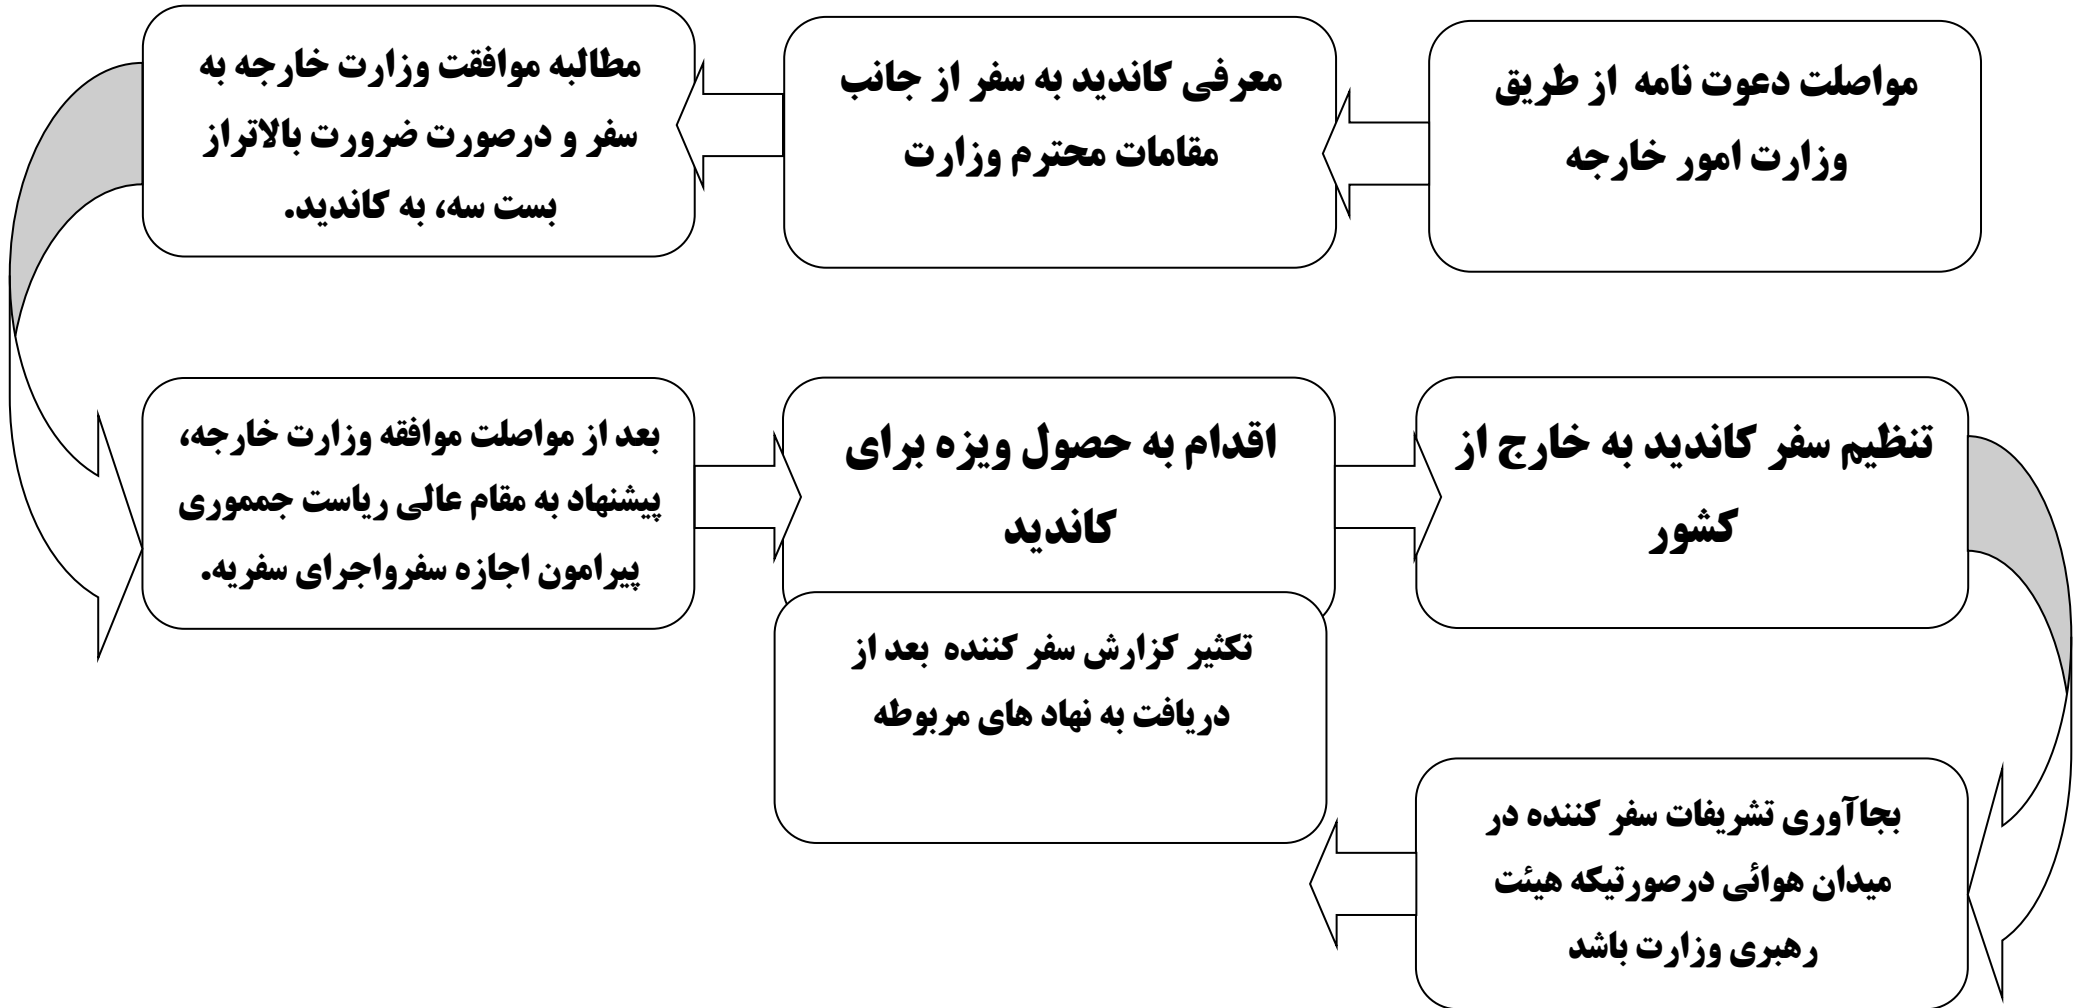 مواصلت دعوت نامه از طریق
وزارت امور خارجه
معرفی کاندید به سفر از جانب
مقامات محترم وزارت
مطالبه موافقت وزارت خارجه به
سفر و درصورت ضرورت بالاتراز
بست سه، به کاندید.
بعد از مواصلت موافقه وزارت خارجه،
پیشنهاد به مقام عالی ریاست جمموری
پیرامون اجازه سفرواجرای سفریه.
اقدام به حصول ویزه برای
کاندید
تنظیم سفر کاندید به خارج از
کشور
بجاآوری تشریفات سفر کننده در
میدان هوائی درصورتیکه هیئت
رهبری وزارت باشد
تکثیر کزارش سفر کننده بعد از
دریافت به نهاد های مربوطه